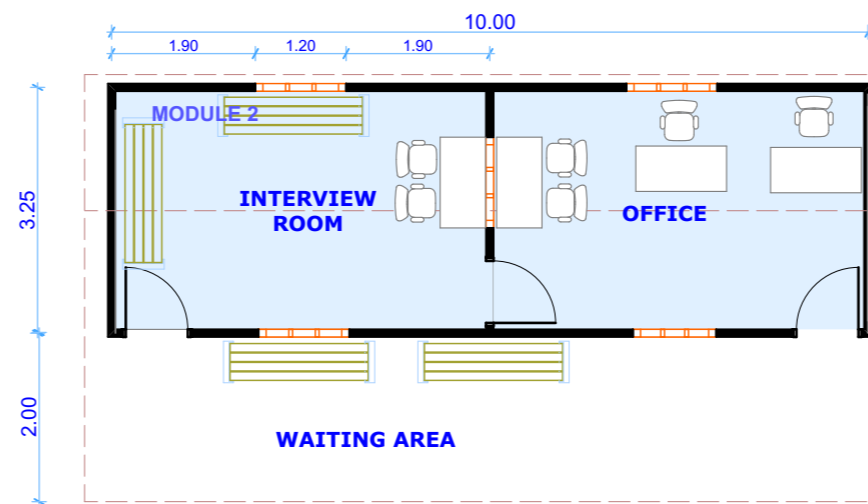 10.00
1.90 1.20 1.90
MODULE 2
3.25
INTERVIEW
ROOM
OFFICE
2.00
WAITING AREA